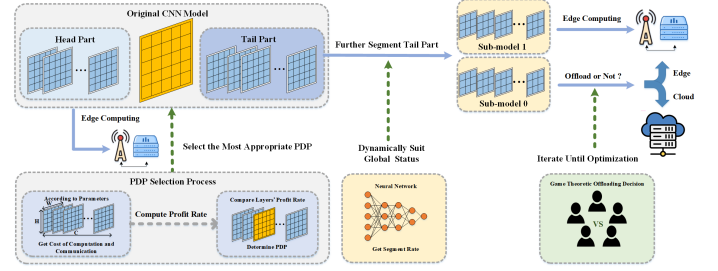 Original CNN Model
Head Part
Tail Part
Further Segment Tail Part
Sub-model 1
Edge Computing
Sub-model 0
Offload or Not ?
Edge
Cloud
Edge Computing
Select the Most Appropriate PDP
Dynamically Suit
Global Status
Iterate Until Optimization
PDP Selection Process
According to Parameters
W
H
C
Get Cost of Computation and
Communication
Compute Profit Rate
Compare Layers'Profit Rate
Determine PDP
Neural Network
Get Segment Rate
Game Theoretic Offloading Decision
VS